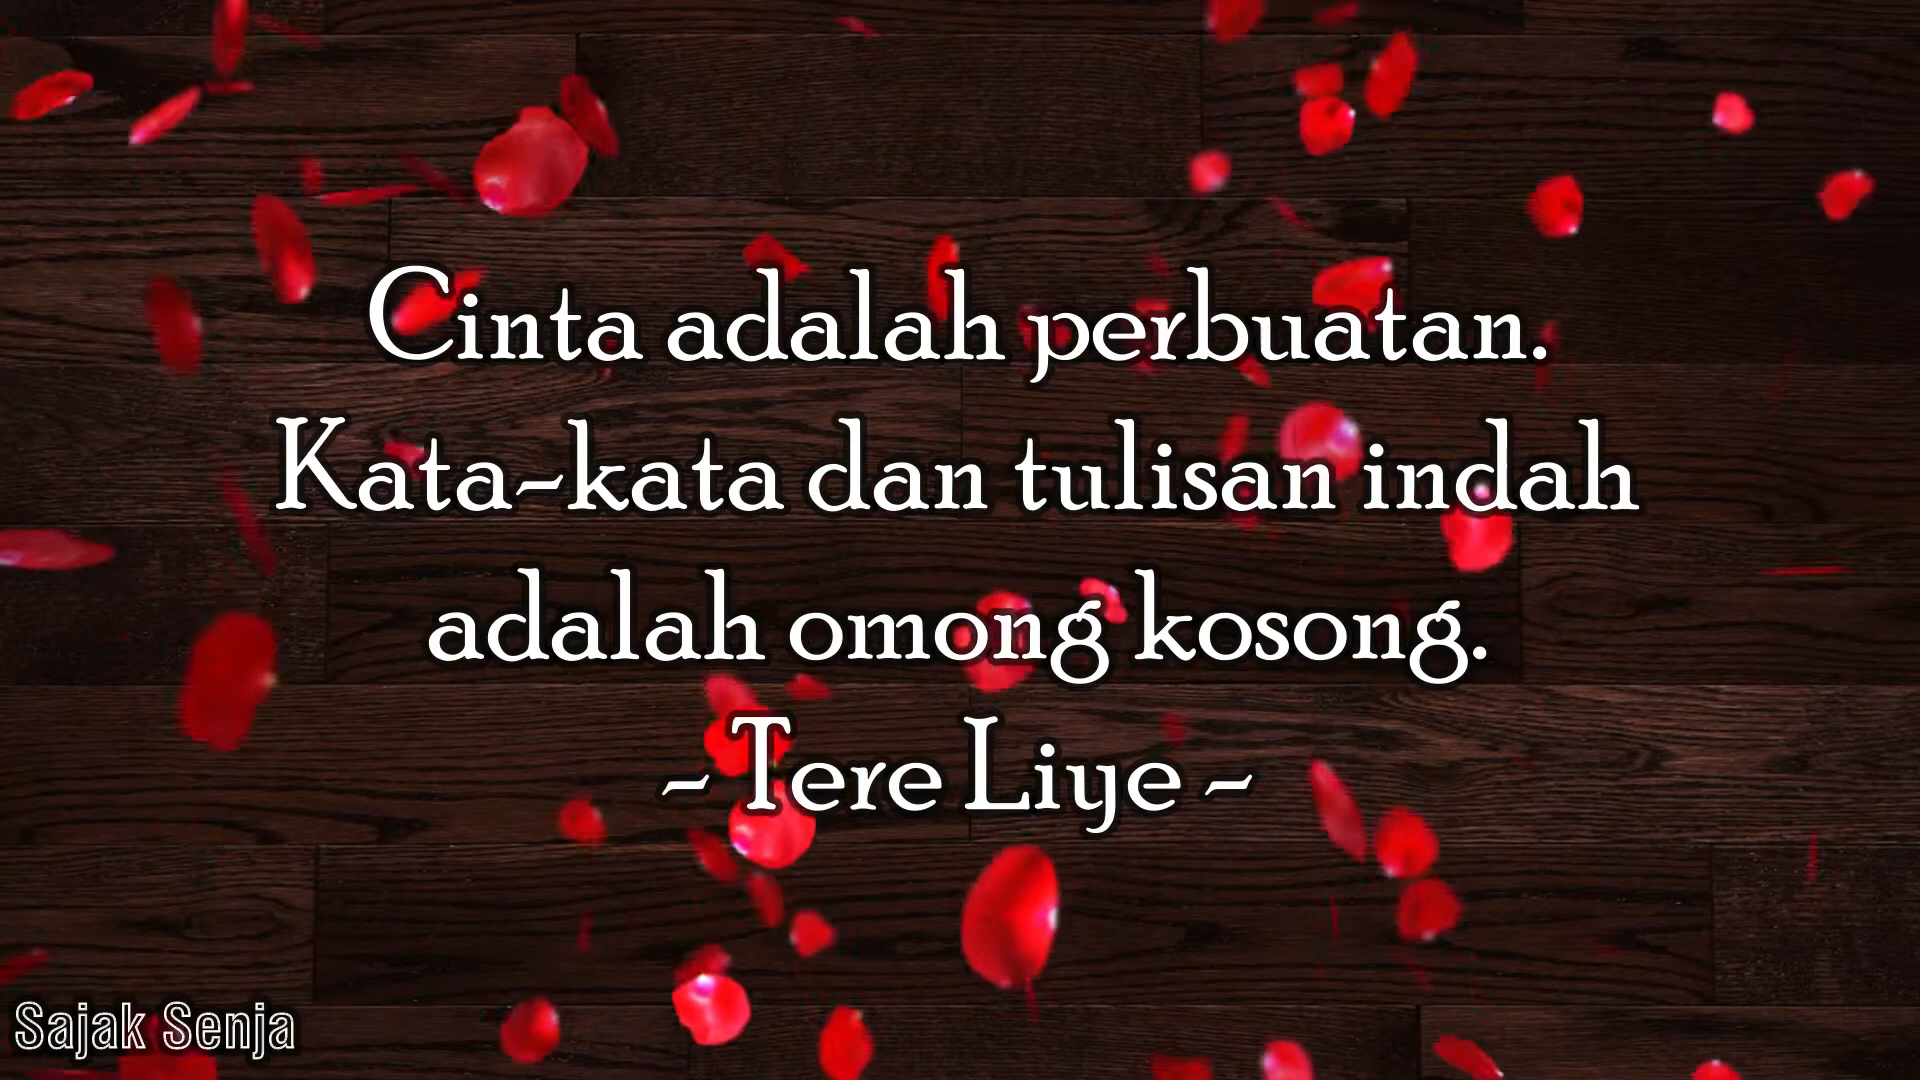 Cinta adalah perbuatan.
Kata-kata dan tulisan indah
adalah omong kosong.
- Tere Liye -
Sajak Senja